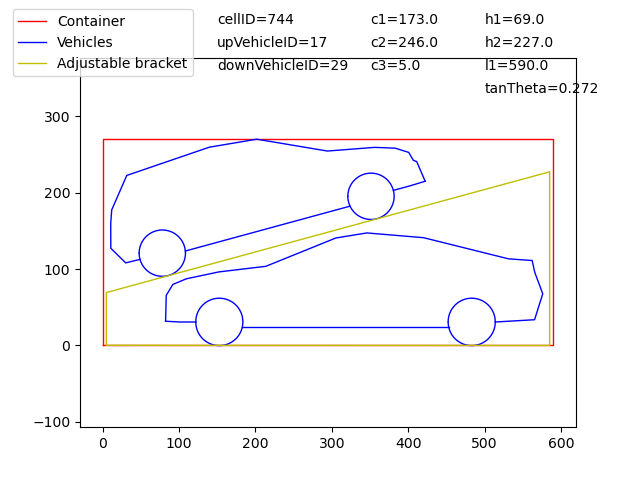 Container
Vehicles
Adjustable bracket
cellID=744
upVehicleID=17
downVehicleID=29
c1=173.0
c2=246.0
c3=5.0
h1=69.0
h2=227.0
l1=590.0
tanTheta=0.272
300
200
100
0
−100
0 100 200 300 400 500 600